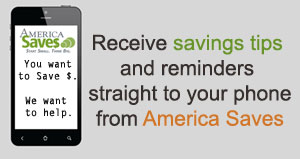 AMERICA
Saves
START SMALL. THINK BIG.
You want
to Save $.
We want
to help.
Receive savings tips
and reminders
straight to your phone
from America Saves